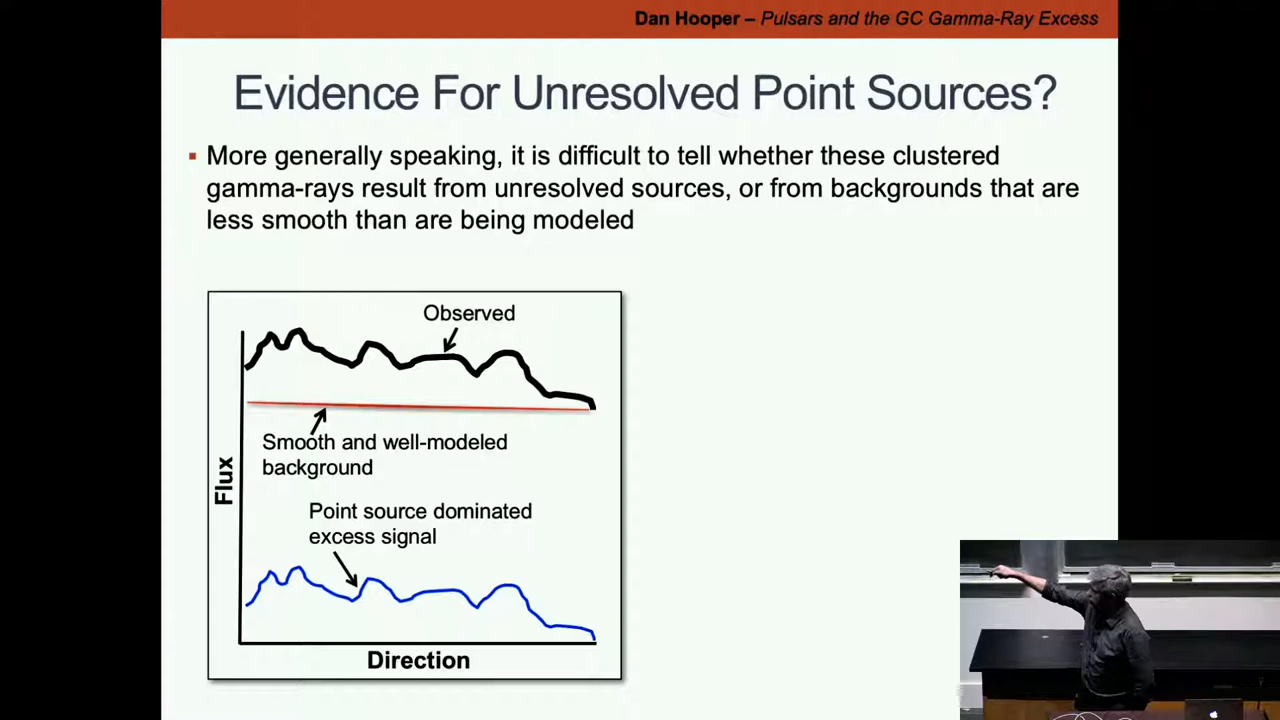 Dan Hooper – Pulsars and the GC Gamma-Ray Excess
Evidence For Unresolved Point Sources?
▪ More generally speaking, it is difficult to tell whether these clustered
gamma-rays result from unresolved sources, or from backgrounds that are
less smooth than are being modeled
Observed
Smooth and well-modeled
background
Flux
Point source dominated
excess signal
Direction